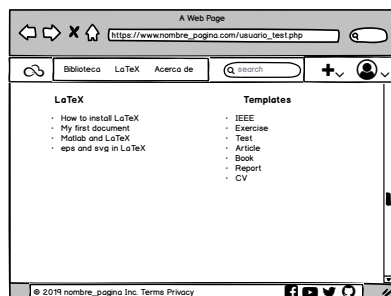 A Web Page
https://www.nombre_pagina.com/usuario_test.php
Biblioteca LaTeX Acerca de
search
LaTeX
· How to install LaTeX
· My first document
· Matlab and LaTeX
· eps and svg in LaTeX
Templates
· IEEE
· Exercise
· Test
· Article
· Book
· Report
· CV
© 2019 nombre_pagina Inc. Terms Privacy